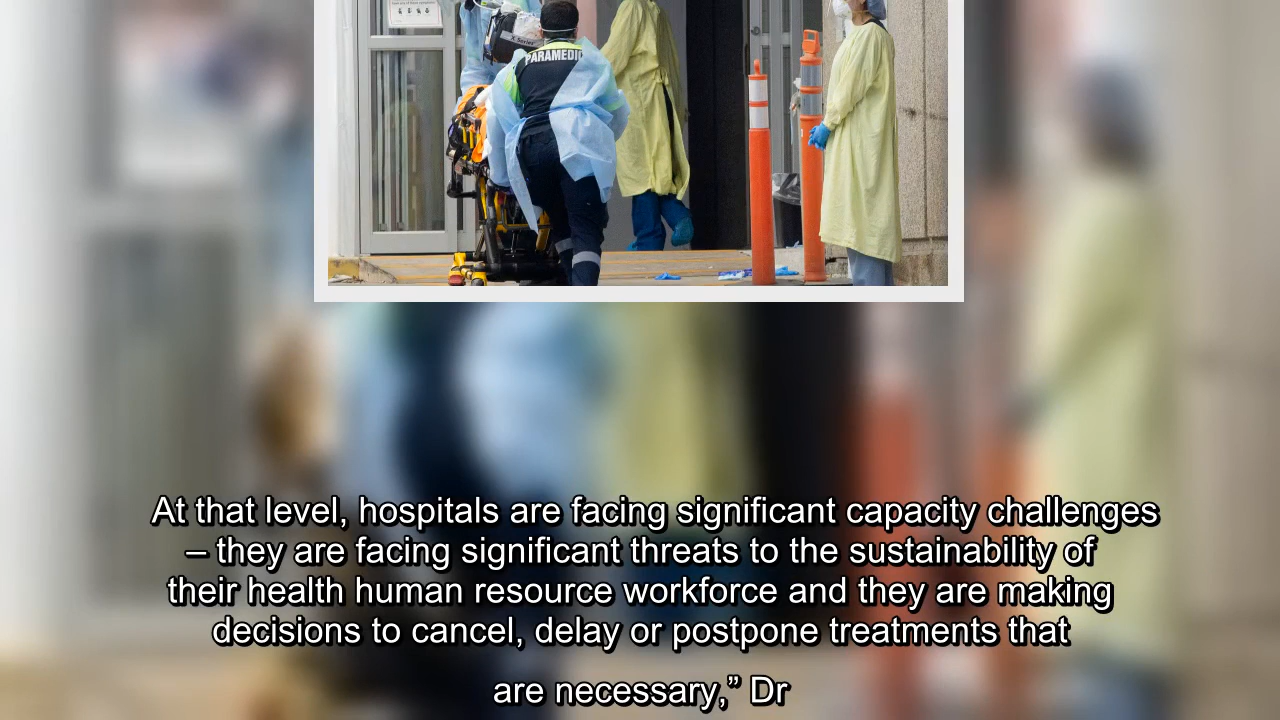 PARAMEDIC
At that level, hospitals are facing significant capacity challenges
– they are facing significant threats to the sustainability of
their health human resource workforce and they are making
decisions to cancel, delay or postpone treatments that
are necessary,” Dr